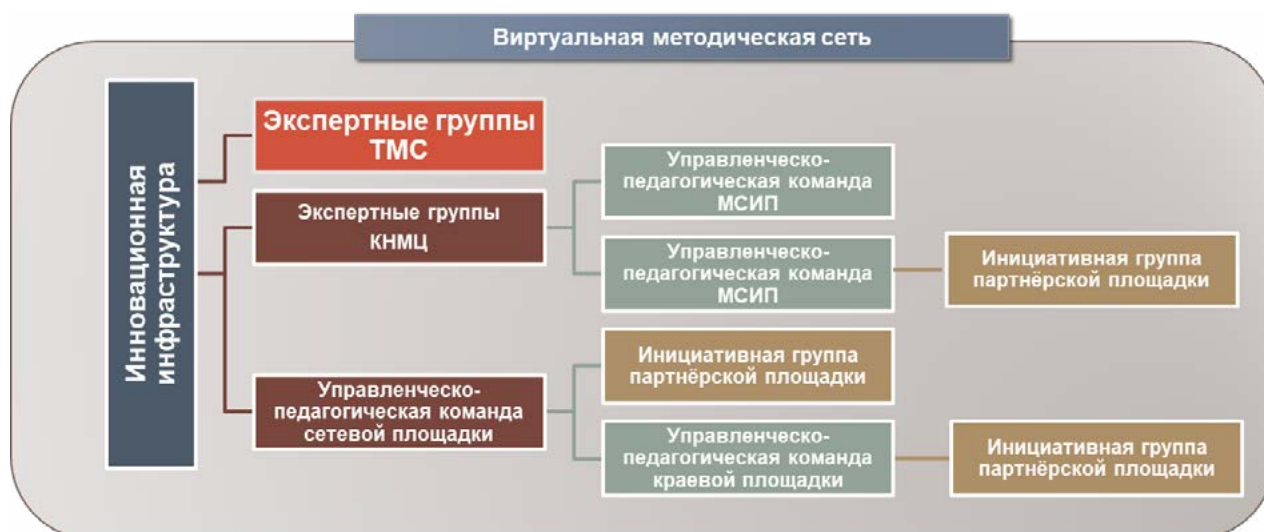 Виртуальная методическая сеть
Инновационная
инфраструктура
Экспертные группы
ТМС
Экспертные группы
КНМЦ
Управленческо-
педагогическая команда
сетевой площадки
Управленческо-
педагогическая команда
МСИП
Управленческо-
педагогическая команда
МСИП
Инициативная группа
партнёрской площадки
Инициативная группа
партнёрской площадки
Управленческо-
педагогическая команда
краевой площадки
Инициативная группа
партнёрской площадки